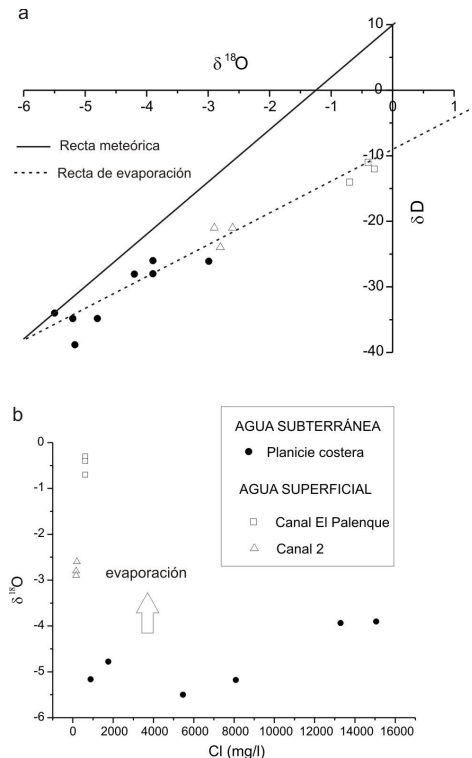 a
δ18O
10
-6
-5
-4
-3
-2
-1
0
1
Recta meteórica
Recta de evaporación
-10
-20
-30
-40
δD
b
AGUA SUBTERRÁNEA
Planicie costera
AGUA SUPERFICIAL
Canal El Palenque
Canal 2
0
-1
-2
-3
-4
-5
-6
δ18O
evaporación
0 2000 4000 6000 8000 10000 12000 14000 16000
Cl (mg/l)